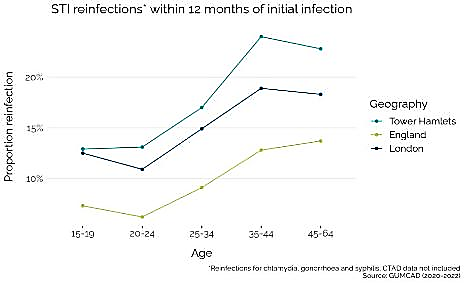 STI reinfections* within 12 months of initial infection
Proportion reinfection
20%
15%
10%
15-19 20-24 25-34 35-44 45-64
Age
Geography
Tower Hamlets
England
London
*Reinfections for chlamydia, gonorrhoea and syphilis, CTAD data not included
Source: GUMCAD (2020-2022)